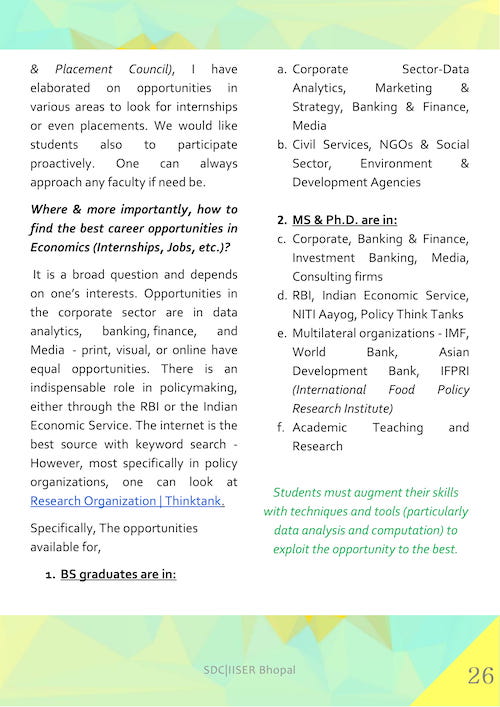 & Placement Council), I have
elaborated on opportunities in
various areas to look for internships
or even placements. We would like
students also to participate
proactively. One can always
approach any faculty if need be.
Where & more importantly, how to
find the best career opportunities in
Economics (Internships, Jobs, etc.)?
It is a broad question and depends
on one's interests. Opportunities in
the corporate sector are in data
analytics, banking, finance, and
Media - print, visual, or online have
equal opportunities. There is an
indispensable role in policymaking,
either through the RBI or the Indian
Economic Service. The internet is the
best source with keyword search -
However, most specifically in policy
organizations, one can look at
Research Organization | Thinktank.
Specifically, The opportunities
available for,
1. BS graduates are in:
a. Corporate Sector-Data
Analytics, Marketing &
Strategy, Banking & Finance,
Media
b. Civil Services, NGOs & Social
Sector, Environment &
Development Agencies
2. MS & Ph.D. are in:
c. Corporate, Banking & Finance,
Investment Banking, Media,
Consulting firms
d. RBI, Indian Economic Service,
NITI Aayog, Policy Think Tanks
e. Multilateral organizations - IMF,
World Bank, Asian
Development Bank, IFPRI
(International Food Policy
Research Institute)
f. Academic Teaching and
Research
Students must augment their skills
with techniques and tools (particularly
data analysis and computation) to
exploit the opportunity to the best.
SDC|IISER Bhopal
26